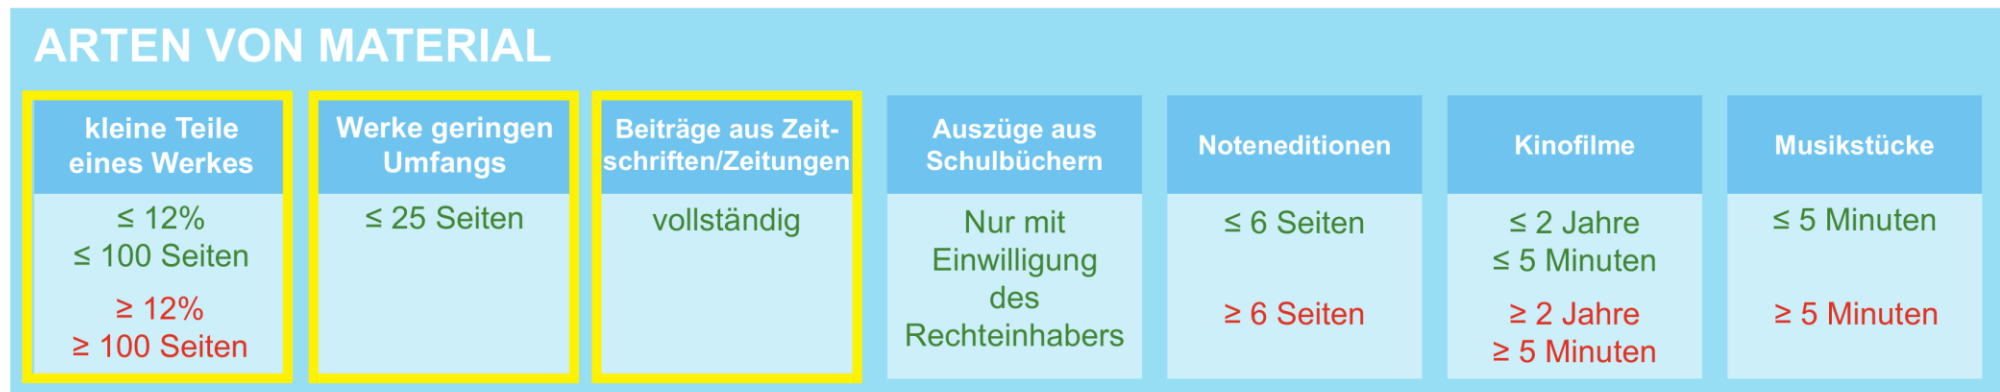 ARTEN VON MATERIAL
kleine Teile
eines Werkes
≤ 12%
≤ 100 Seiten
≥ 12%
≥ 100 Seiten
Werke geringen
Umfangs
≤ 25 Seiten
Beiträge aus Zeit-
schriften/Zeitungen
vollständig
Auszüge aus
Schulbüchern
Nur mit
Einwilligung
des
Rechteinhabers
Noteneditionen
≤ 6 Seiten
≥ 6 Seiten
Kinofilme
≤ 2 Jahre
≤ 5 Minuten
≥ 2 Jahre
≥ 5 Minuten
Musikstücke
≤ 5 Minuten
≥ 5 Minuten